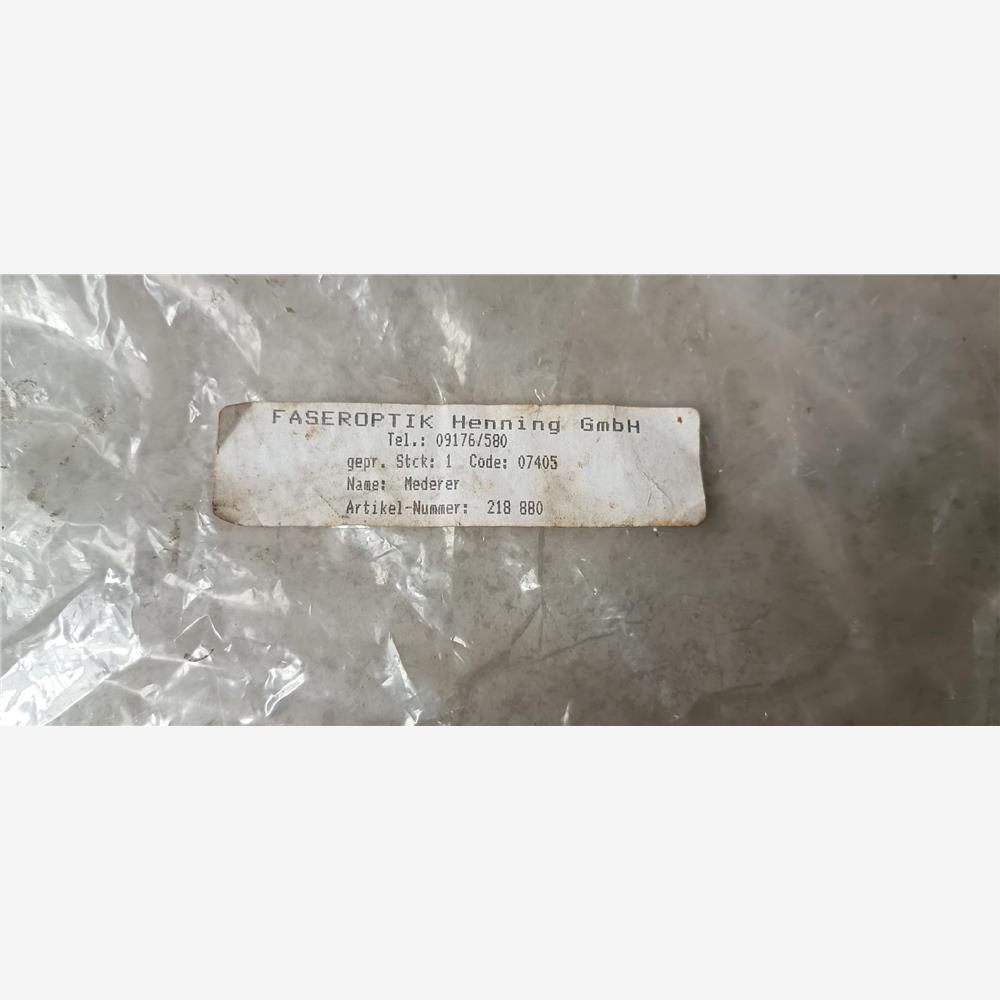 FASEROPTIK Henning GmbH
Tel.: 09176/580
gepr. Stck: 1 Code: 07405
Name: Mederer
Artikel-Nummer: 218 880